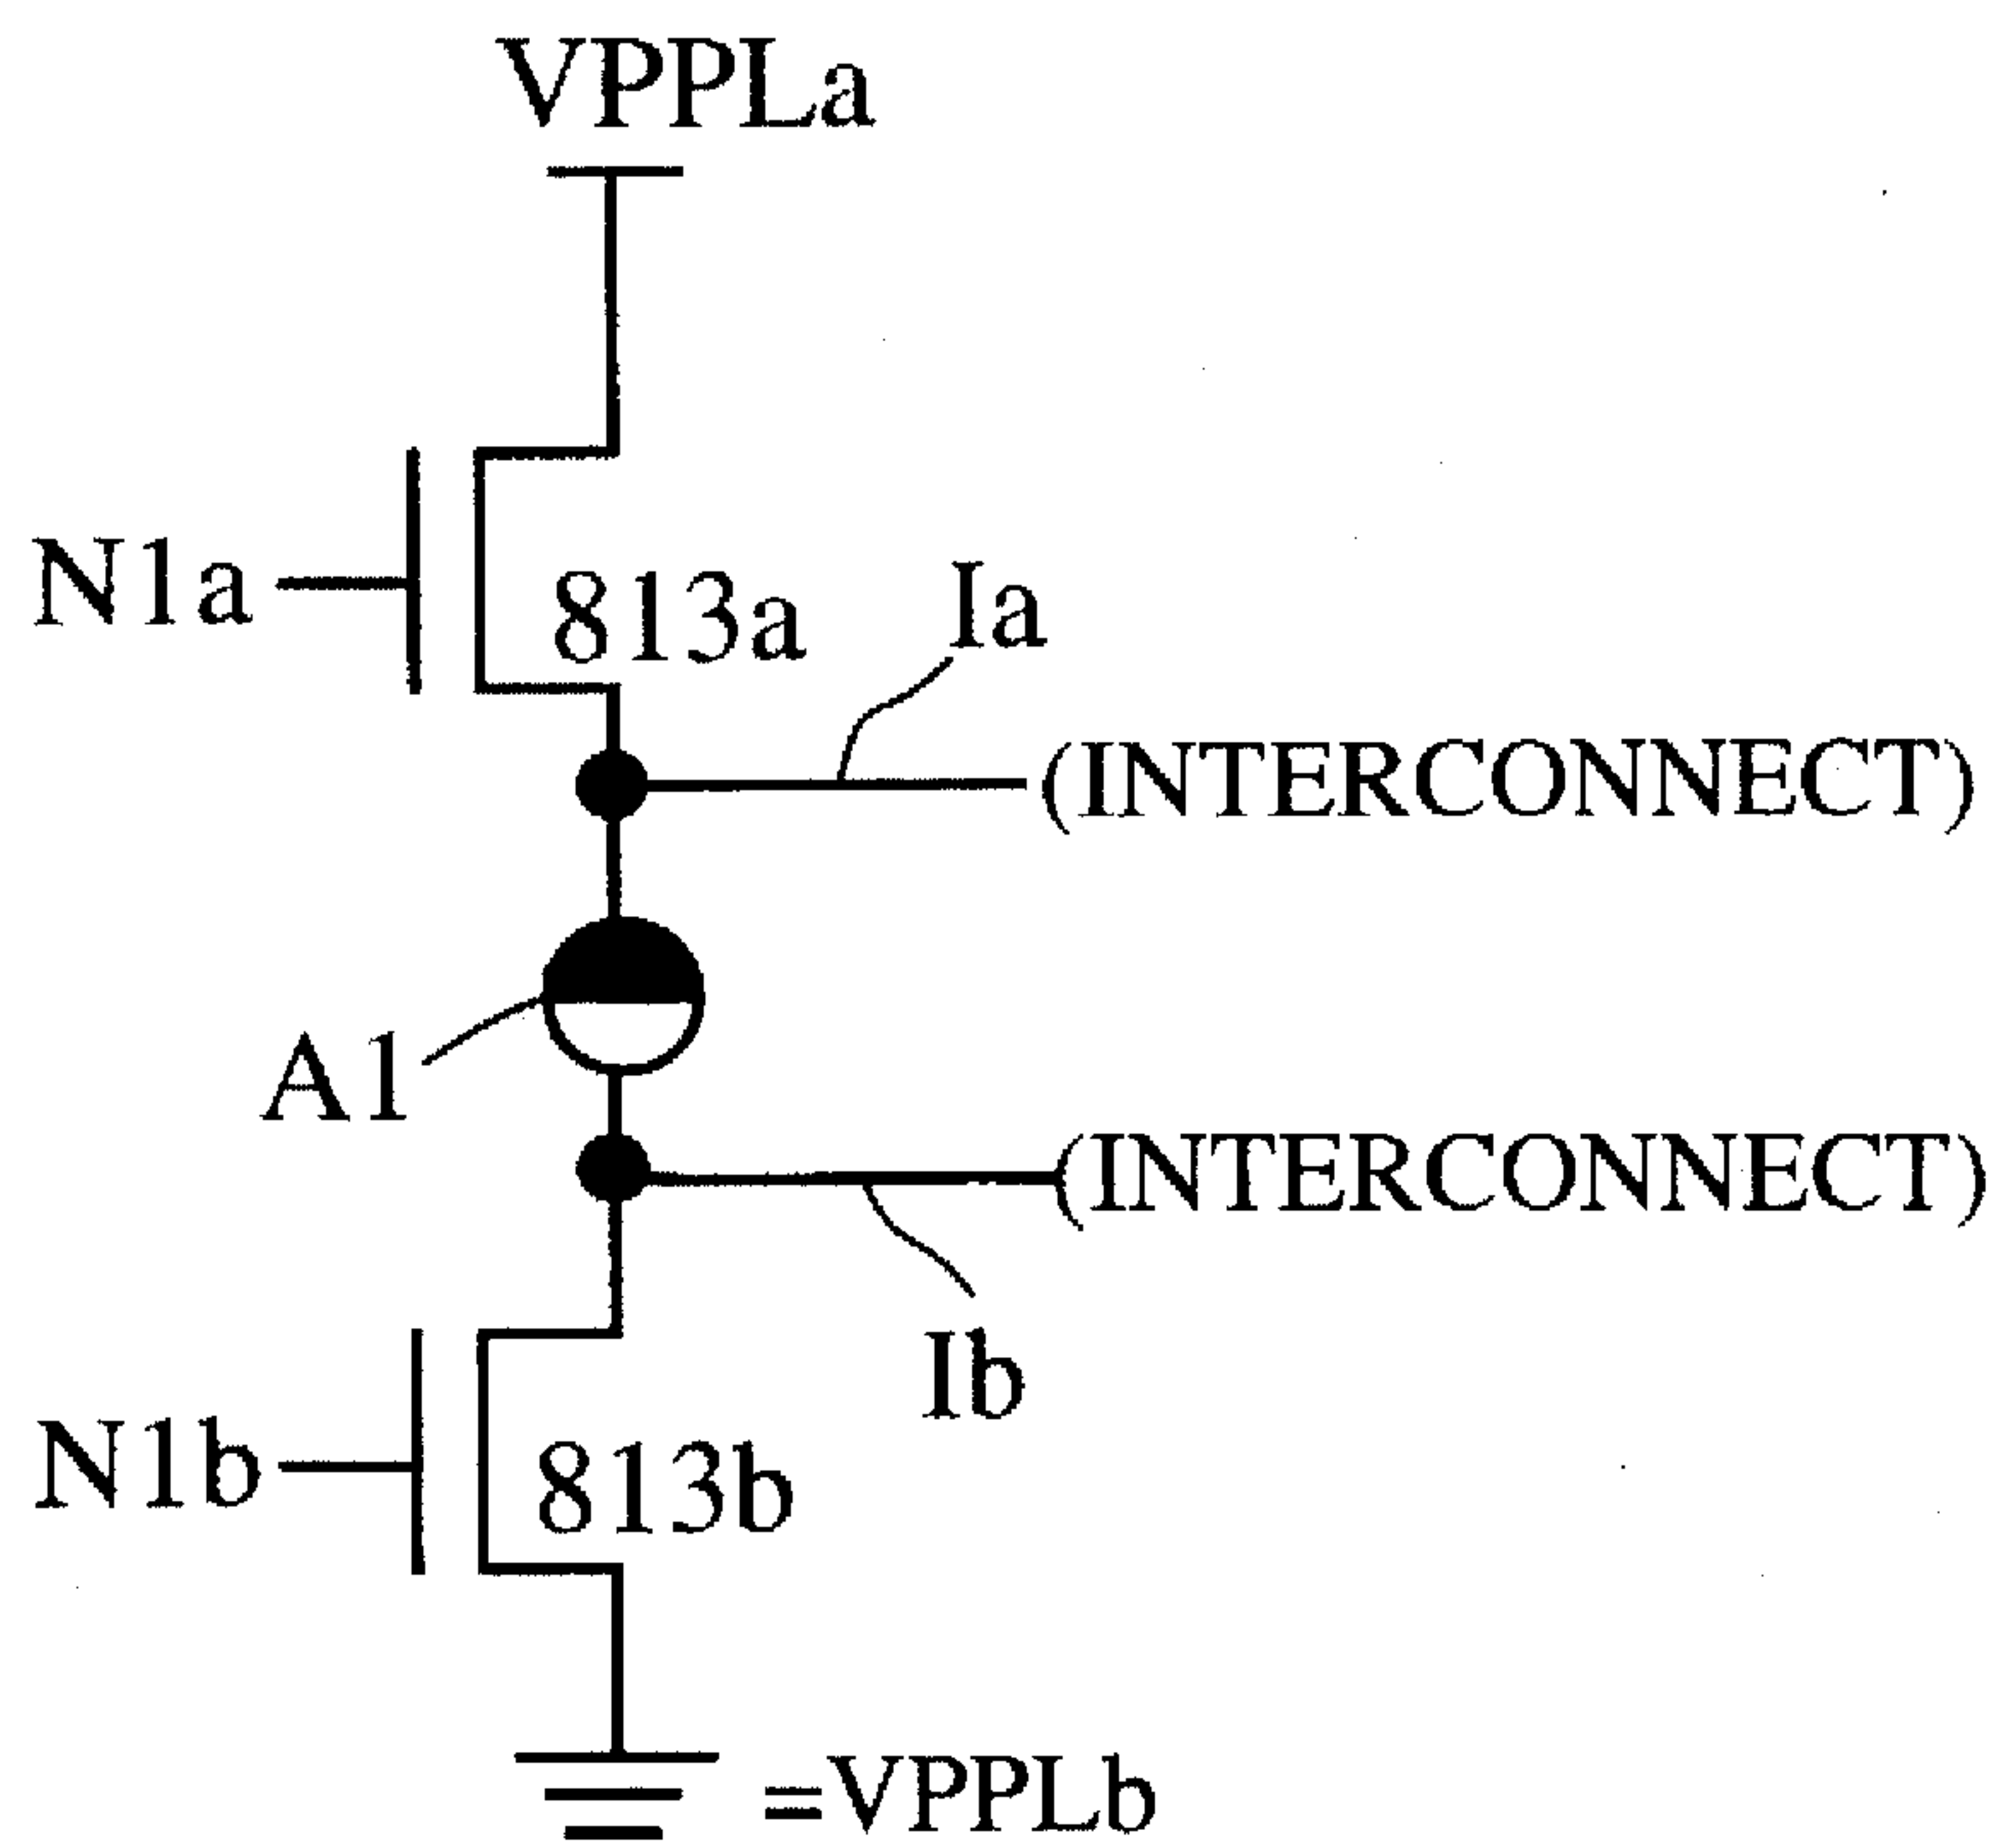 VPPLa
N1a
813a
Ia
(INTERCONNECT)
A1
(INTERCONNECT)
Ib
N1b
813b
=VPPLb